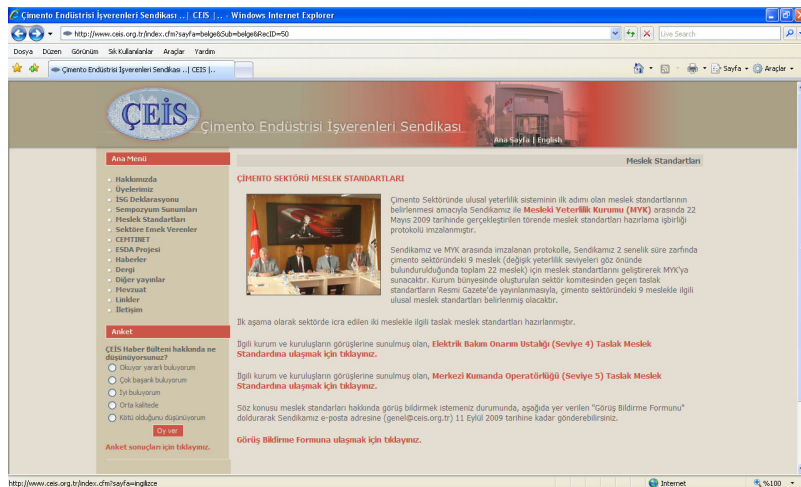 Çimento Endüstrisi İşverenleri Sendikası ..| CEIS |.. - Windows Internet Explorer
http://www.ceis.org.tr/index.cfm?sayfa=belge&Sub=belge&RecID=50
Live Search
Dosya Düzen Görünüm Sık Kullanılanlar Araçlar Yardım
Çimento Endüstrisi İşverenleri Sendikası ..| CEIS |..
Sayfa Araçlar
ÇEİS
Çimento Endüstrisi İşverenleri Sendikası
Ana Sayfa | English
Ana Menü
Hakkımızda
Üyelerimiz
İSG Deklarasyonu
Sempozyum Sunumları
Meslek Standartları
Sektöre Emek Verenler
CEMTINET
ESDA Projesi
Haberler
Dergi
Diğer yayınlar
Mevzuat
Linkler
İletişim
Anket
ÇEİS Haber Bülteni hakkında ne
düşünüyorsunuz?
Okuyor yararlı buluyorum
Çok başarılı buluyorum
İyi buluyorum
Orta kalitede
Kötü olduğunu düşünüyorum
Oy ver
Anket sonuçları için tıklayınız.
Meslek Standartları
ÇİMENTO SEKTÖRÜ MESLEK STANDARTLARI
Çimento Sektöründe ulusal yeterlilik sisteminin ilk adımı olan meslek standartlarının
belirlenmesi amacıyla Sendikamız ile Mesleki Yeterlilik Kurumu (MYK) arasında 22
Mayıs 2009 tarihinde gerçekleştirilen törende meslek standartları hazırlama işbirliği
protokolü imzalanmıştır.
Sendikamız ve MYK arasında imzalanan protokolle, Sendikamız 2 senelik süre zarfında
çimento sektöründeki 9 meslek (değişik yeterlilik seviyeleri göz önünde
bulundurulduğunda toplam 22 meslek) için meslek standartlarını geliştirerek MYK'ya
sunacaktır. Kurum bünyesinde oluşturulan sektör komitesinden geçen taslak
standartların Resmi Gazete'de yayınlanmasıyla, çimento sektöründeki 9 meslekle ilgili
ulusal meslek standartları belirlenmiş olacaktır.
İlk aşama olarak sektörde icra edilen iki meslekle ilgili taslak meslek standartları hazırlanmıştır.
İlgili kurum ve kuruluşların görüşlerine sunulmuş olan, Elektrik Bakım Onarım Ustalığı (Seviye 4) Taslak Meslek
Standardına ulaşmak için tıklayınız.
İlgili kurum ve kuruluşların görüşlerine sunulmuş olan, Merkezi Kumanda Operatörlüğü (Seviye 5) Taslak Meslek
Standardına ulaşmak için tıklayınız.
Söz konusu meslek standartları hakkında görüş bildirmek istemeniz durumunda, aşağıda yer verilen "Görüş Bildirme Formunu"
doldurarak Sendikamız e-posta adresine (genel@ceis.org.tr) 11 Eylül 2009 tarihine kadar gönderebilirsiniz.
Görüş Bildirme Formuna ulaşmak için tıklayınız.
http://www.ceis.org.tr/index.cfm?sayfa=ingilizce
Internet
%100